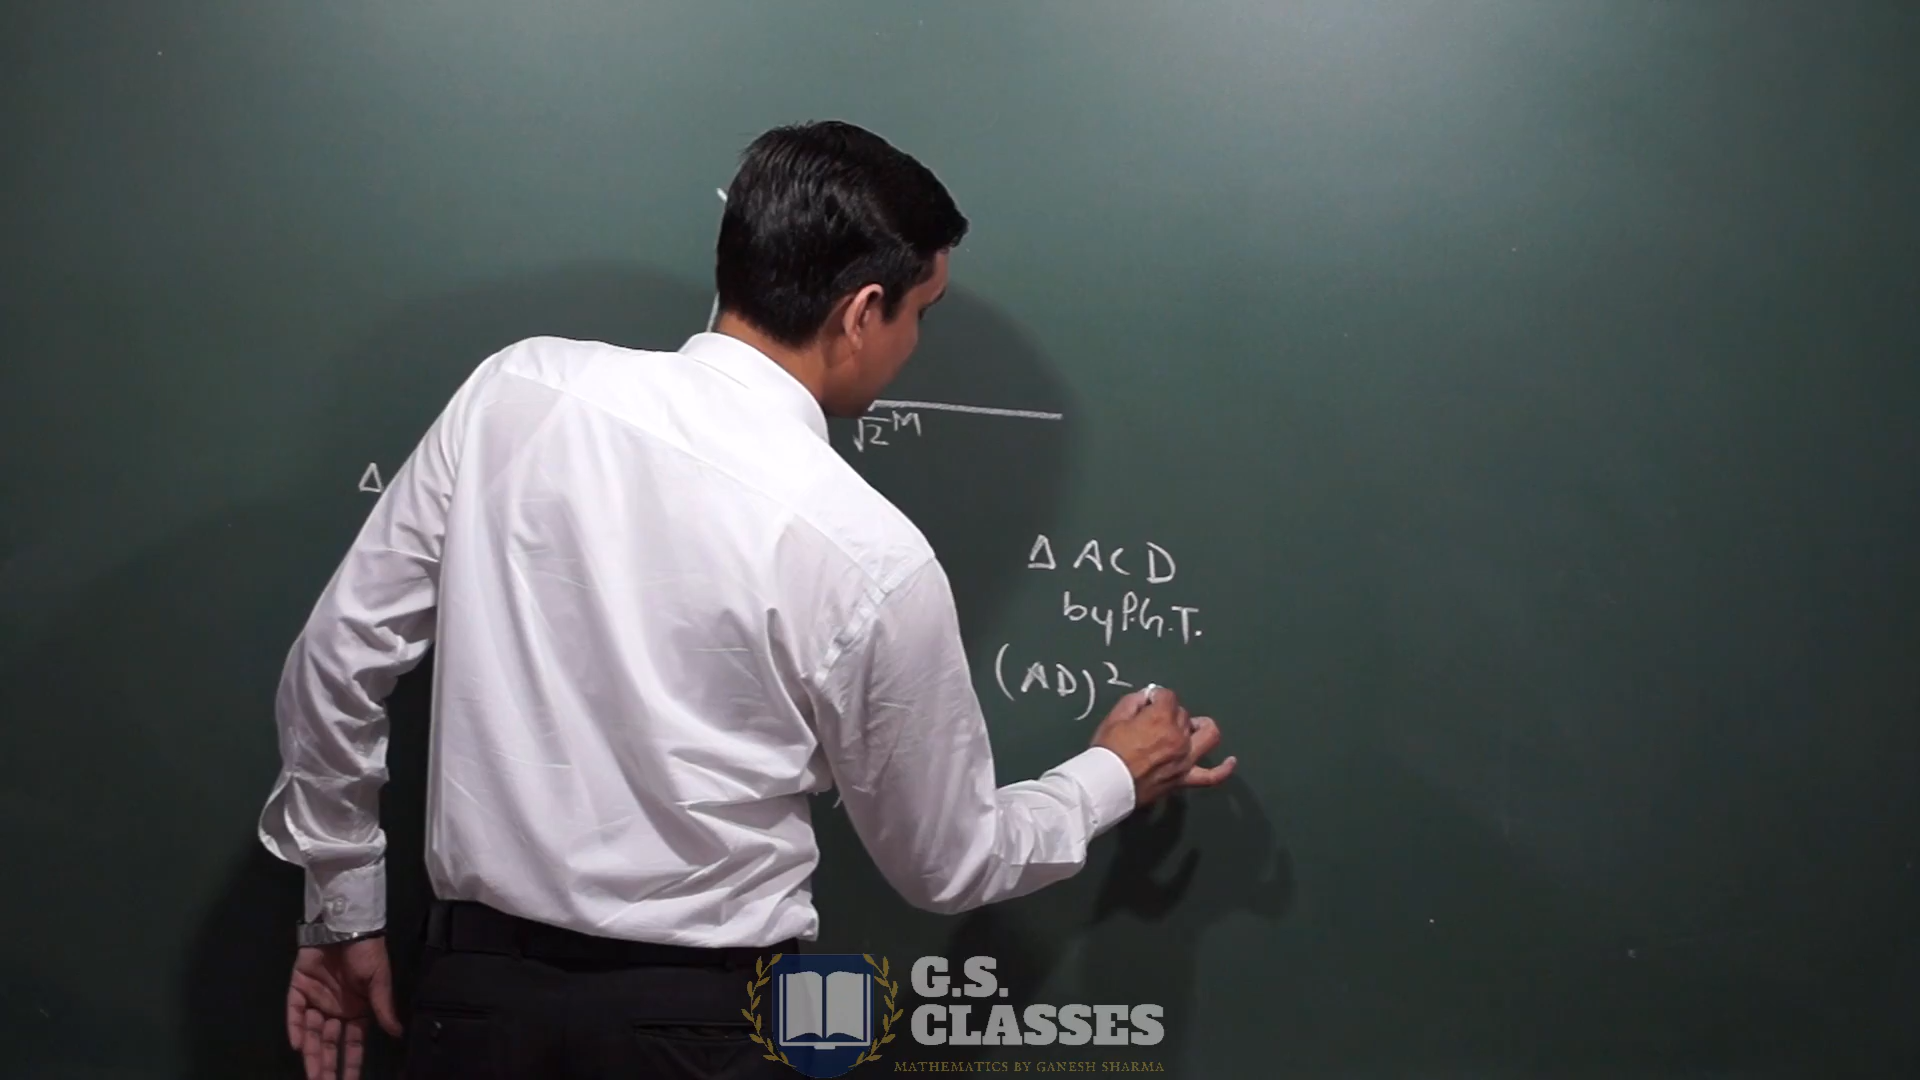 √2 M
Δ
Δ ACD
by P.G.T.
(AD)²
G.S.
CLASSES
MATHEMATICS BY GANESH SHARMA